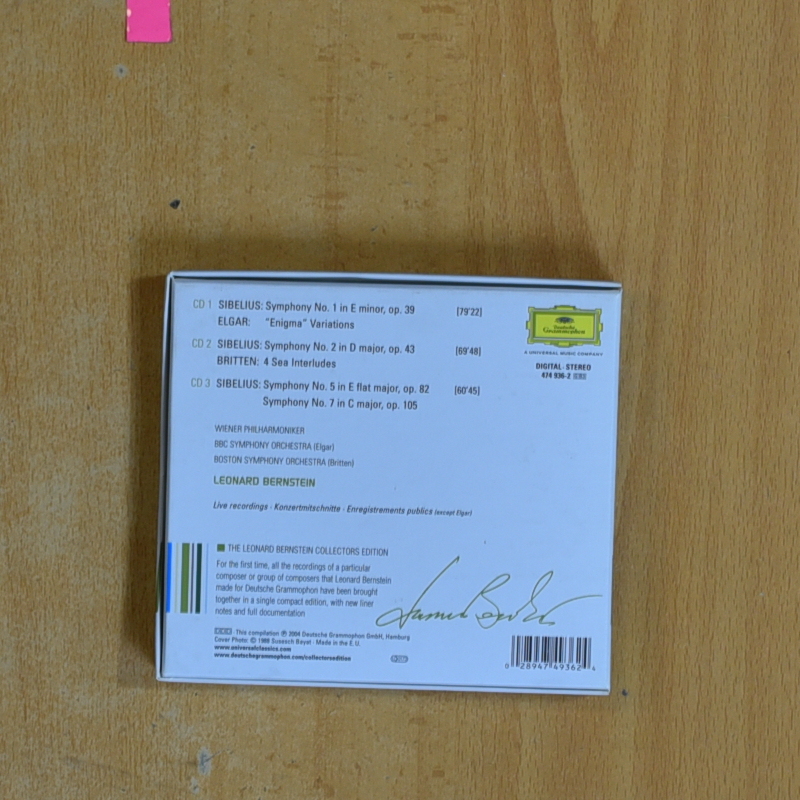 CD 1 SIBELIUS: Symphony No. 1 in E minor, op. 39 [79'22]
ELGAR: "Enigma" Variations
CD 2 SIBELIUS: Symphony No. 2 in D major, op. 43 [69'48]
BRITTEN: 4 Sea Interludes
CD 3 SIBELIUS: Symphony No. 5 in E flat major, op. 82 [60'45]
Symphony No. 7 in C major, op. 105
Deutsche
Grammophon
A UNIVERSAL MUSIC COMPANY
DIGITAL · STEREO
474 936-2
WIENER PHILHARMONIKER
BBC SYMPHONY ORCHESTRA (Elgar)
BOSTON SYMPHONY ORCHESTRA (Britten)
LEONARD BERNSTEIN
Live recordings · Konzertmitschnitte · Enregistrements publics (except Elgar)
THE LEONARD BERNSTEIN COLLECTORS EDITION
For the first time, all the recordings of a particular
composer or group of composers that Leonard Bernstein
made for Deutsche Grammophon have been brought
together in a single compact edition, with new liner
notes and full documentation
This compilation ℗ 2004 Deutsche Grammophon GmbH, Hamburg
Cover Photo: © 1988 Susesch Bayat · Made in the E. U.
www.universalclassics.com
www.deutschegrammophon.com/collectorsedition
0 28947 49362 4